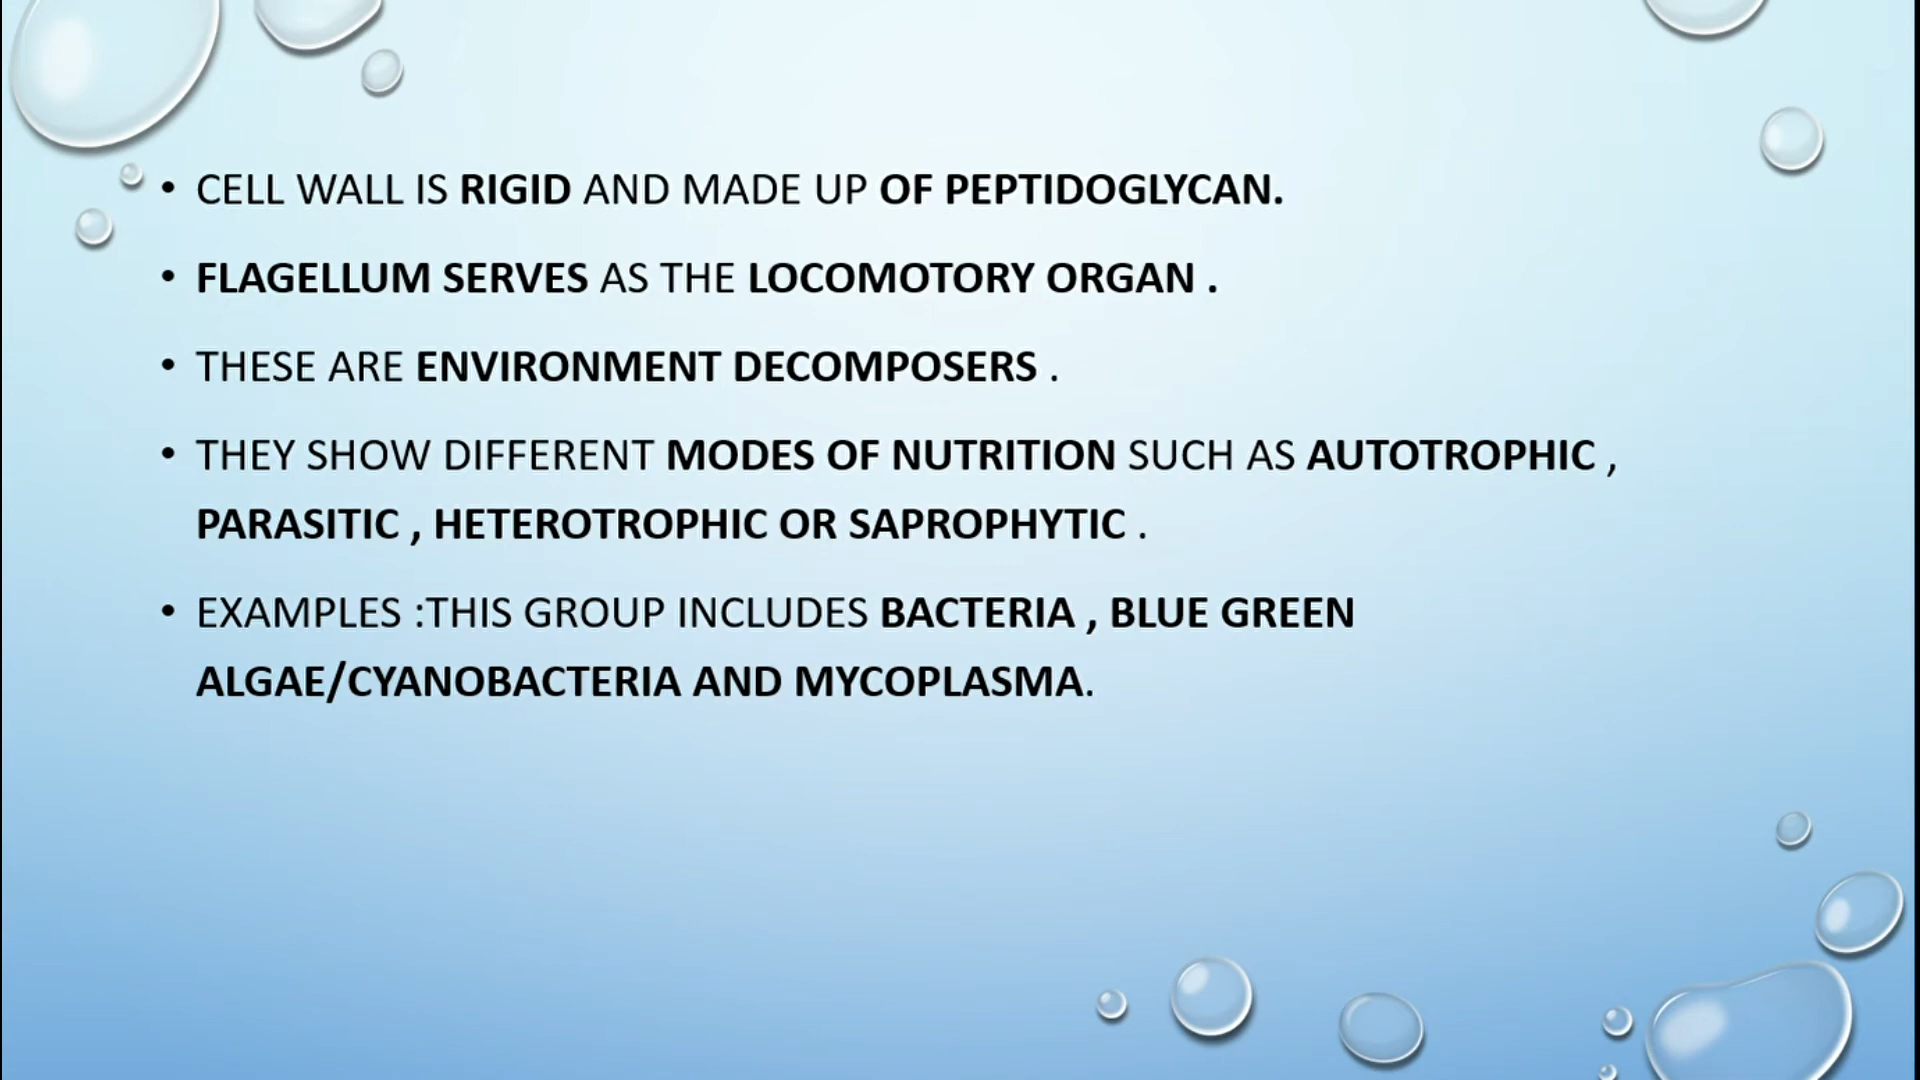 • CELL WALL IS RIGID AND MADE UP OF PEPTIDOGLYCAN.
• FLAGELLUM SERVES AS THE LOCOMOTORY ORGAN .
• THESE ARE ENVIRONMENT DECOMPOSERS .
• THEY SHOW DIFFERENT MODES OF NUTRITION SUCH AS AUTOTROPHIC ,
PARASITIC , HETEROTROPHIC OR SAPROPHYTIC .
• EXAMPLES :THIS GROUP INCLUDES BACTERIA , BLUE GREEN
ALGAE/CYANOBACTERIA AND MYCOPLASMA.